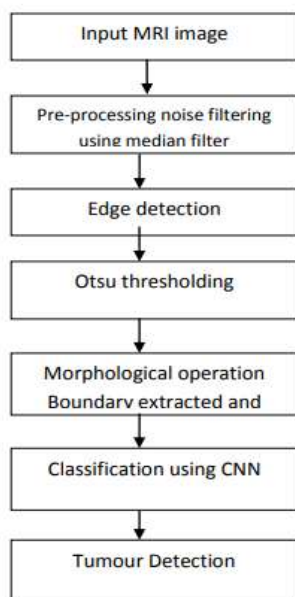 Input MRI image
Pre-processing noise filtering
using median filter
Edge detection
Otsu thresholding
Morphological operation
Boundary extracted and
Classification using CNN
Tumour Detection